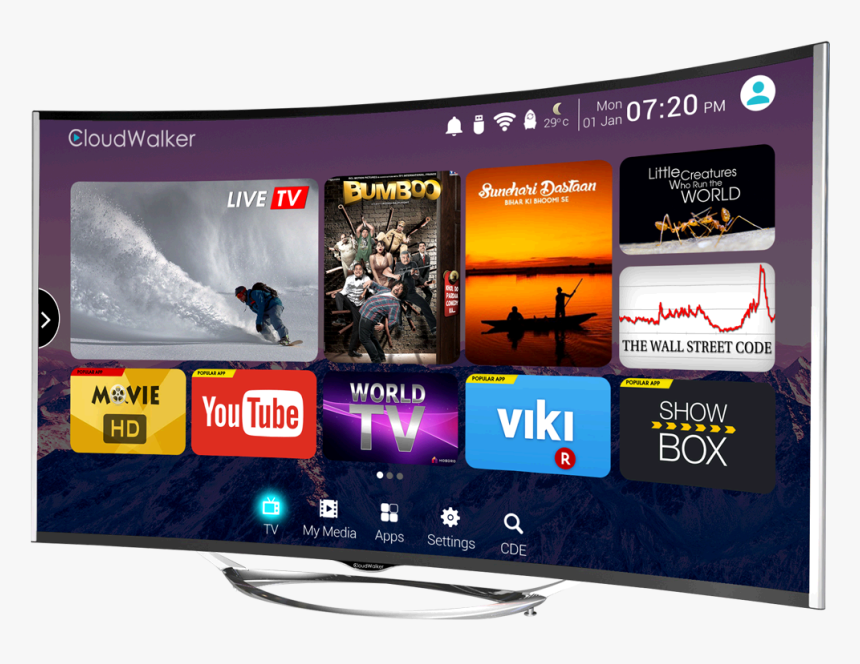 CloudWalker
29°c
Mon
01 Jan
07:20 PM
LIVE TV
BUMBOO
Sunehari Dastaan
BIHAR KI BHOOMI SE
Little Creatures
Who Run the
WORLD
THE WALL STREET CODE
POPULAR APP
MOVIE
HD
POPULAR APP
YouTube
WORLD
TV
POPULAR APP
viki
R
POPULAR APP
SHOW
BOX
TV
My Media
Apps
Settings
CDE
CloudWalker